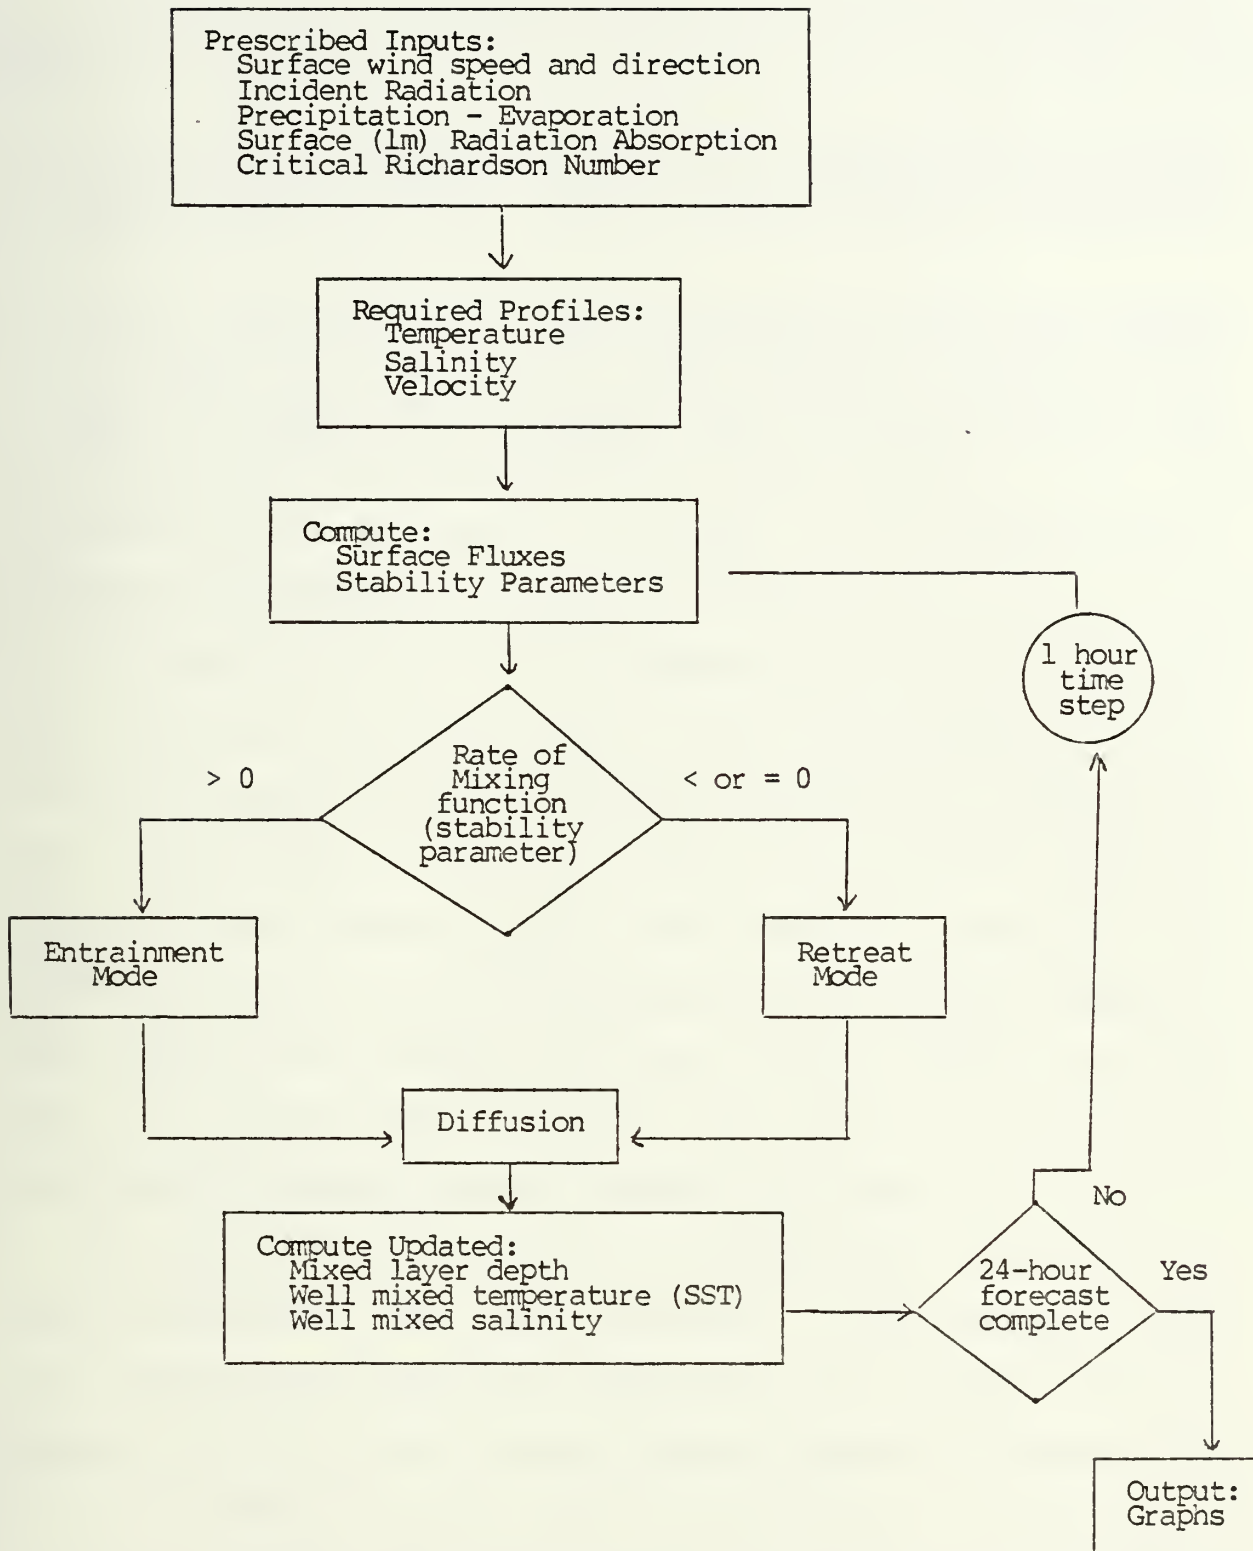 Prescribed Inputs:
Surface wind speed and direction
Incident Radiation
Precipitation - Evaporation
Surface (1m) Radiation Absorption
Critical Richardson Number
Required Profiles:
Temperature
Salinity
Velocity
Compute:
Surface Fluxes
Stability Parameters
1 hour
time
step
> 0
Rate of
Mixing
function
(stability
parameter)
< or = 0
Entrainment
Mode
Retreat
Mode
Diffusion
Compute Updated:
Mixed layer depth
Well mixed temperature (SST)
Well mixed salinity
No
24-hour
forecast
complete
Yes
Output:
Graphs